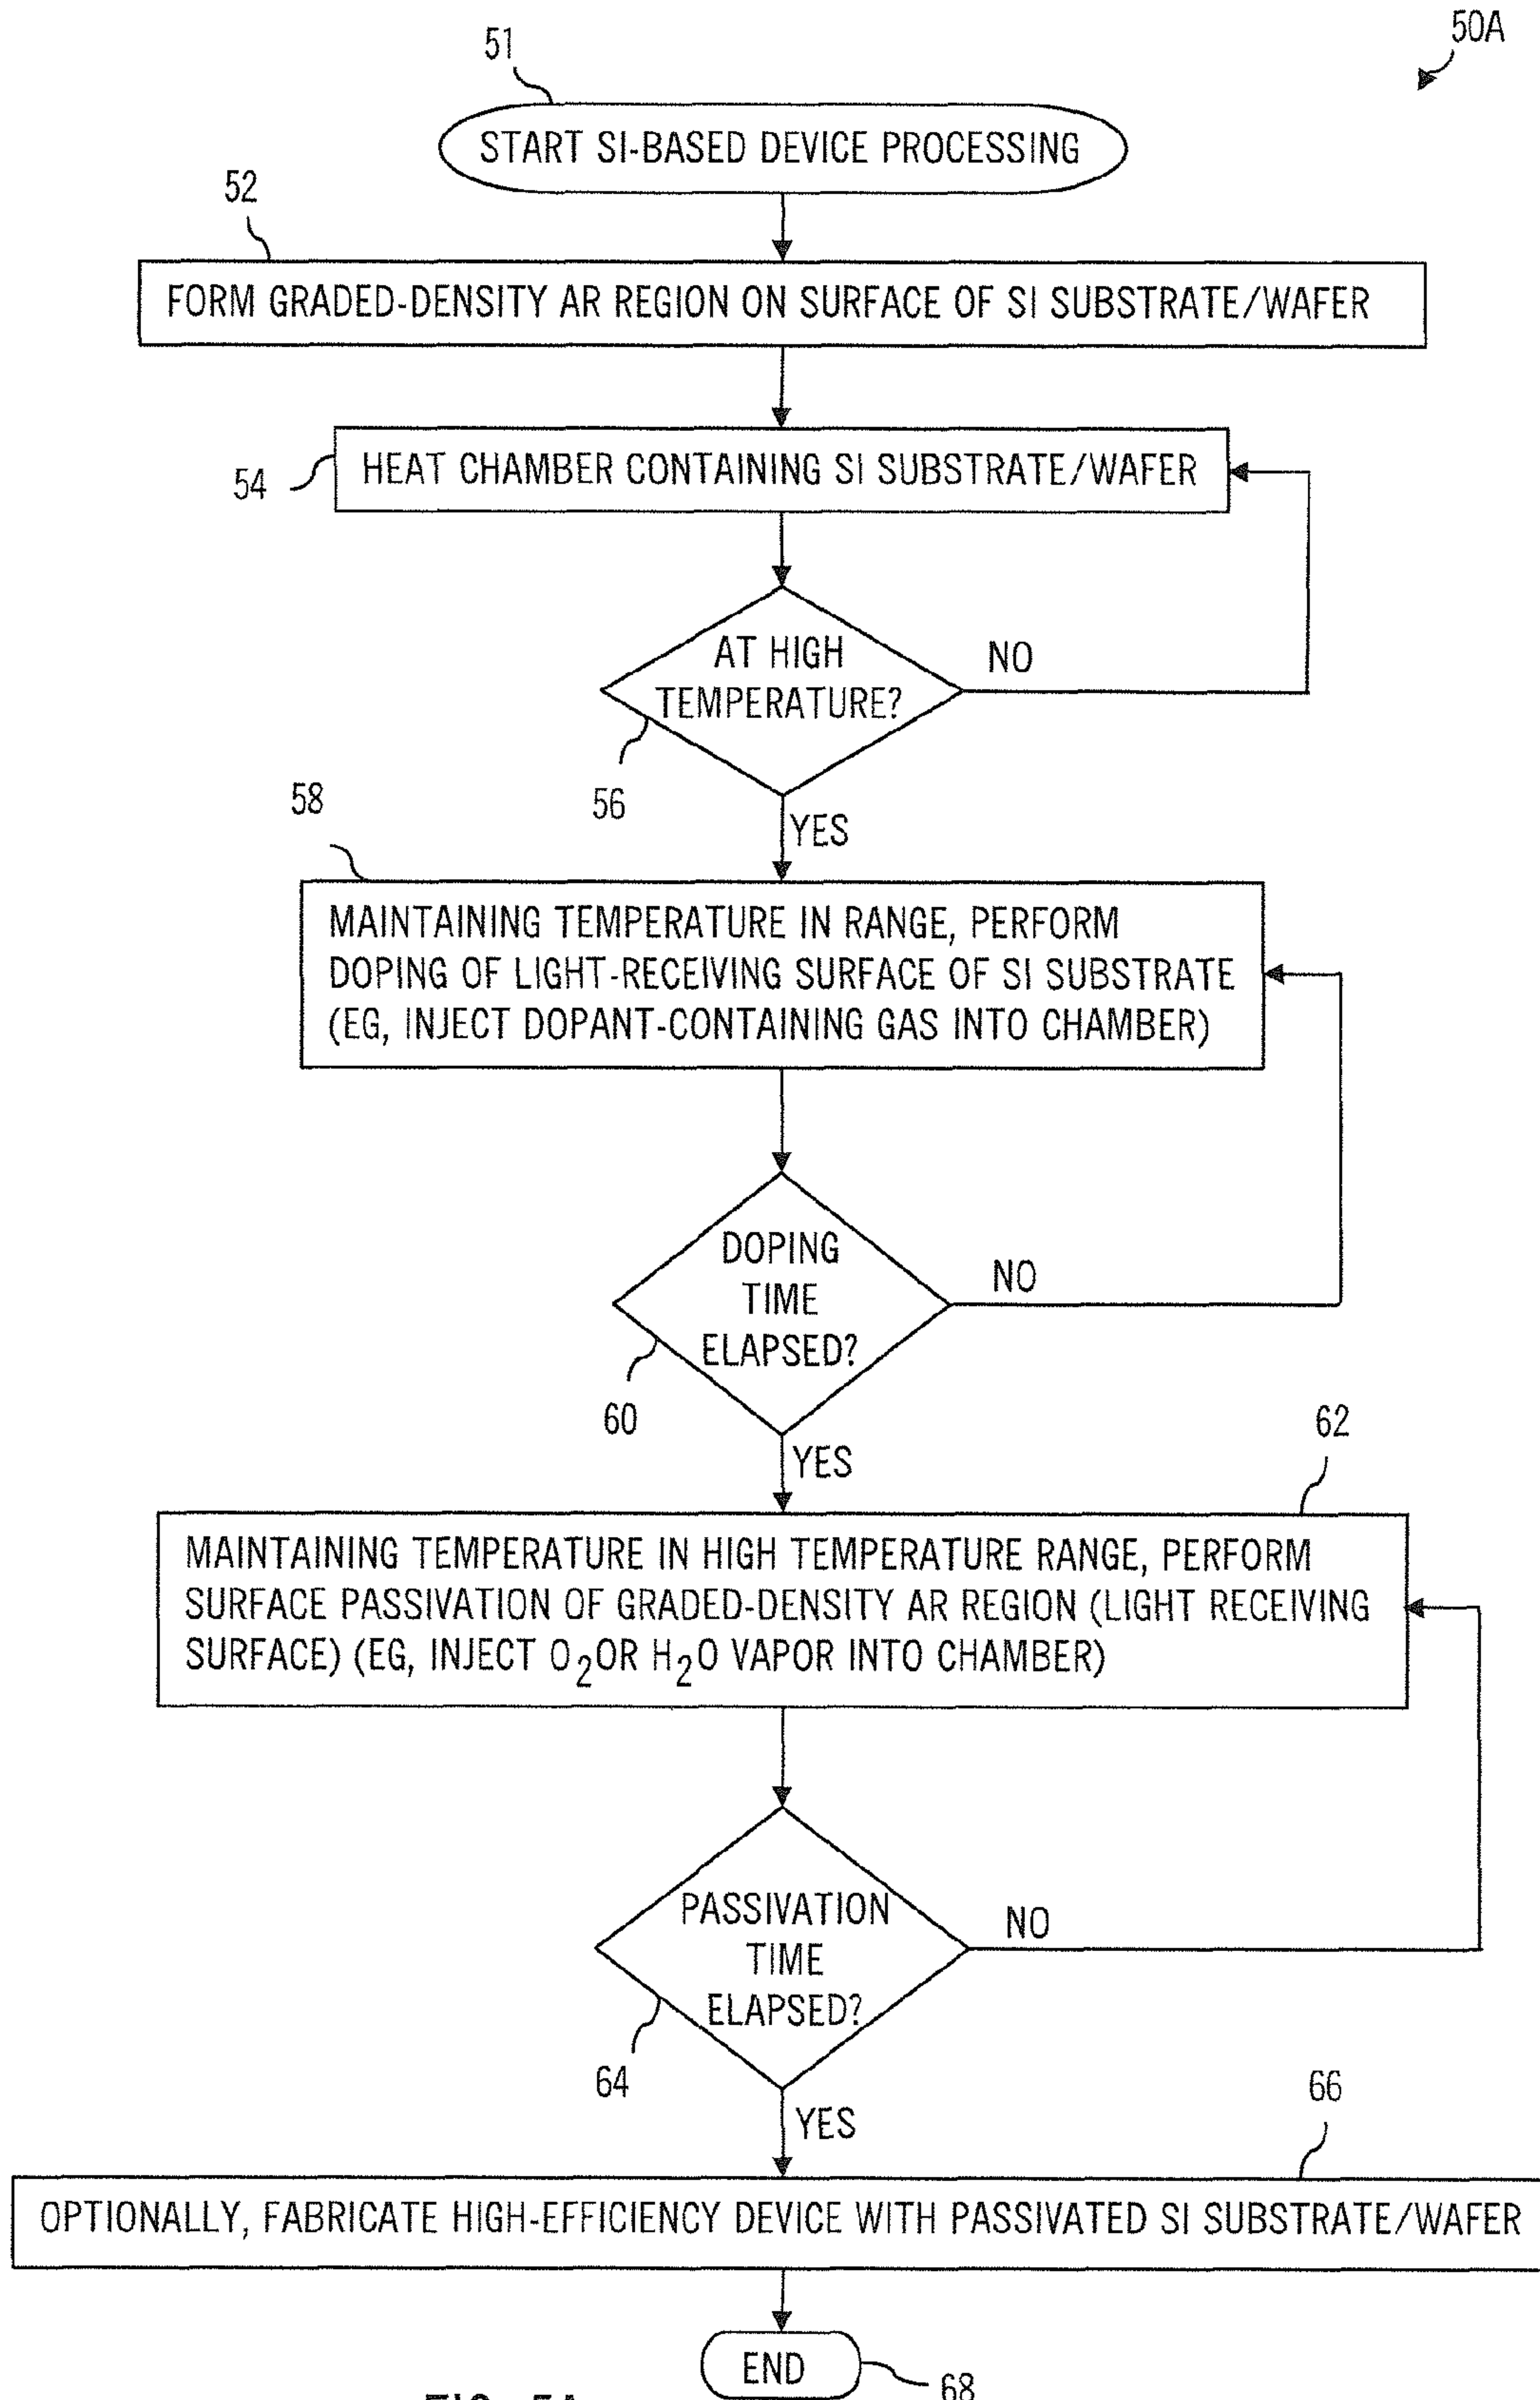 50A
51
START SI-BASED DEVICE PROCESSING
52
FORM GRADED-DENSITY AR REGION ON SURFACE OF SI SUBSTRATE/WAFER
54
HEAT CHAMBER CONTAINING SI SUBSTRATE/WAFER
AT HIGH
TEMPERATURE?
NO
56
YES
58
MAINTAINING TEMPERATURE IN RANGE, PERFORM
DOPING OF LIGHT-RECEIVING SURFACE OF SI SUBSTRATE
(EG, INJECT DOPANT-CONTAINING GAS INTO CHAMBER)
DOPING
TIME
ELAPSED?
NO
60
YES
62
MAINTAINING TEMPERATURE IN HIGH TEMPERATURE RANGE, PERFORM
SURFACE PASSIVATION OF GRADED-DENSITY AR REGION (LIGHT RECEIVING
SURFACE) (EG, INJECT O2OR H2O VAPOR INTO CHAMBER)
PASSIVATION
TIME
ELAPSED?
NO
64
YES
66
OPTIONALLY, FABRICATE HIGH-EFFICIENCY DEVICE WITH PASSIVATED SI SUBSTRATE/WAFER
END
68